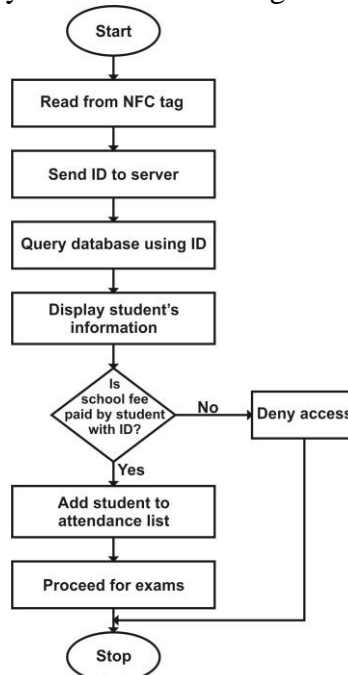 Start
Read from NFC tag
Send ID to server
Query database using ID
Display student's
information
Is
school fee
paid by student
with ID?
No
Deny access
Yes
Add student to
attendance list
Proceed for exams
Stop